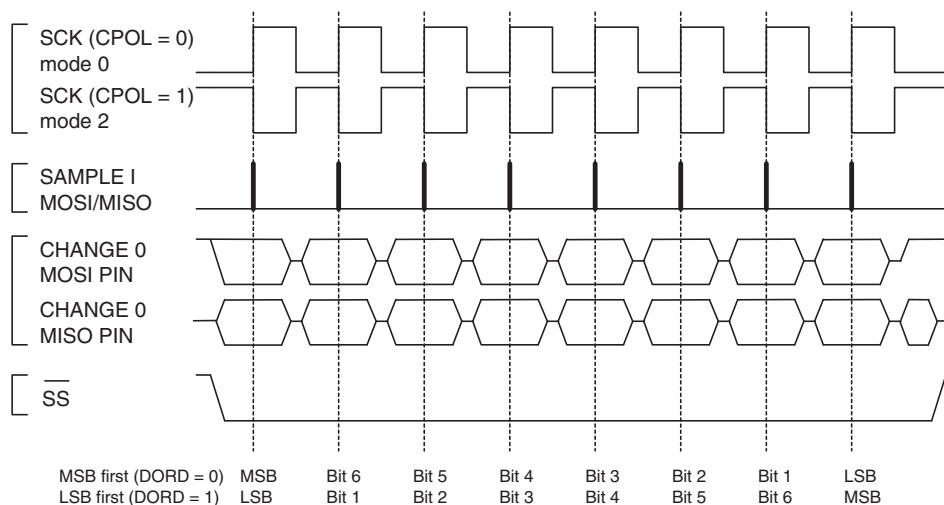 SCK (CPOL = 0)
mode 0
SCK (CPOL = 1)
mode 2
SAMPLE I
MOSI/MISO
CHANGE 0
MOSI PIN
CHANGE 0
MISO PIN
SS
MSB first (DORD = 0) MSB Bit 6 Bit 5 Bit 4 Bit 3 Bit 2 Bit 1 LSB
LSB first (DORD = 1) LSB Bit 1 Bit 2 Bit 3 Bit 4 Bit 5 Bit 6 MSB